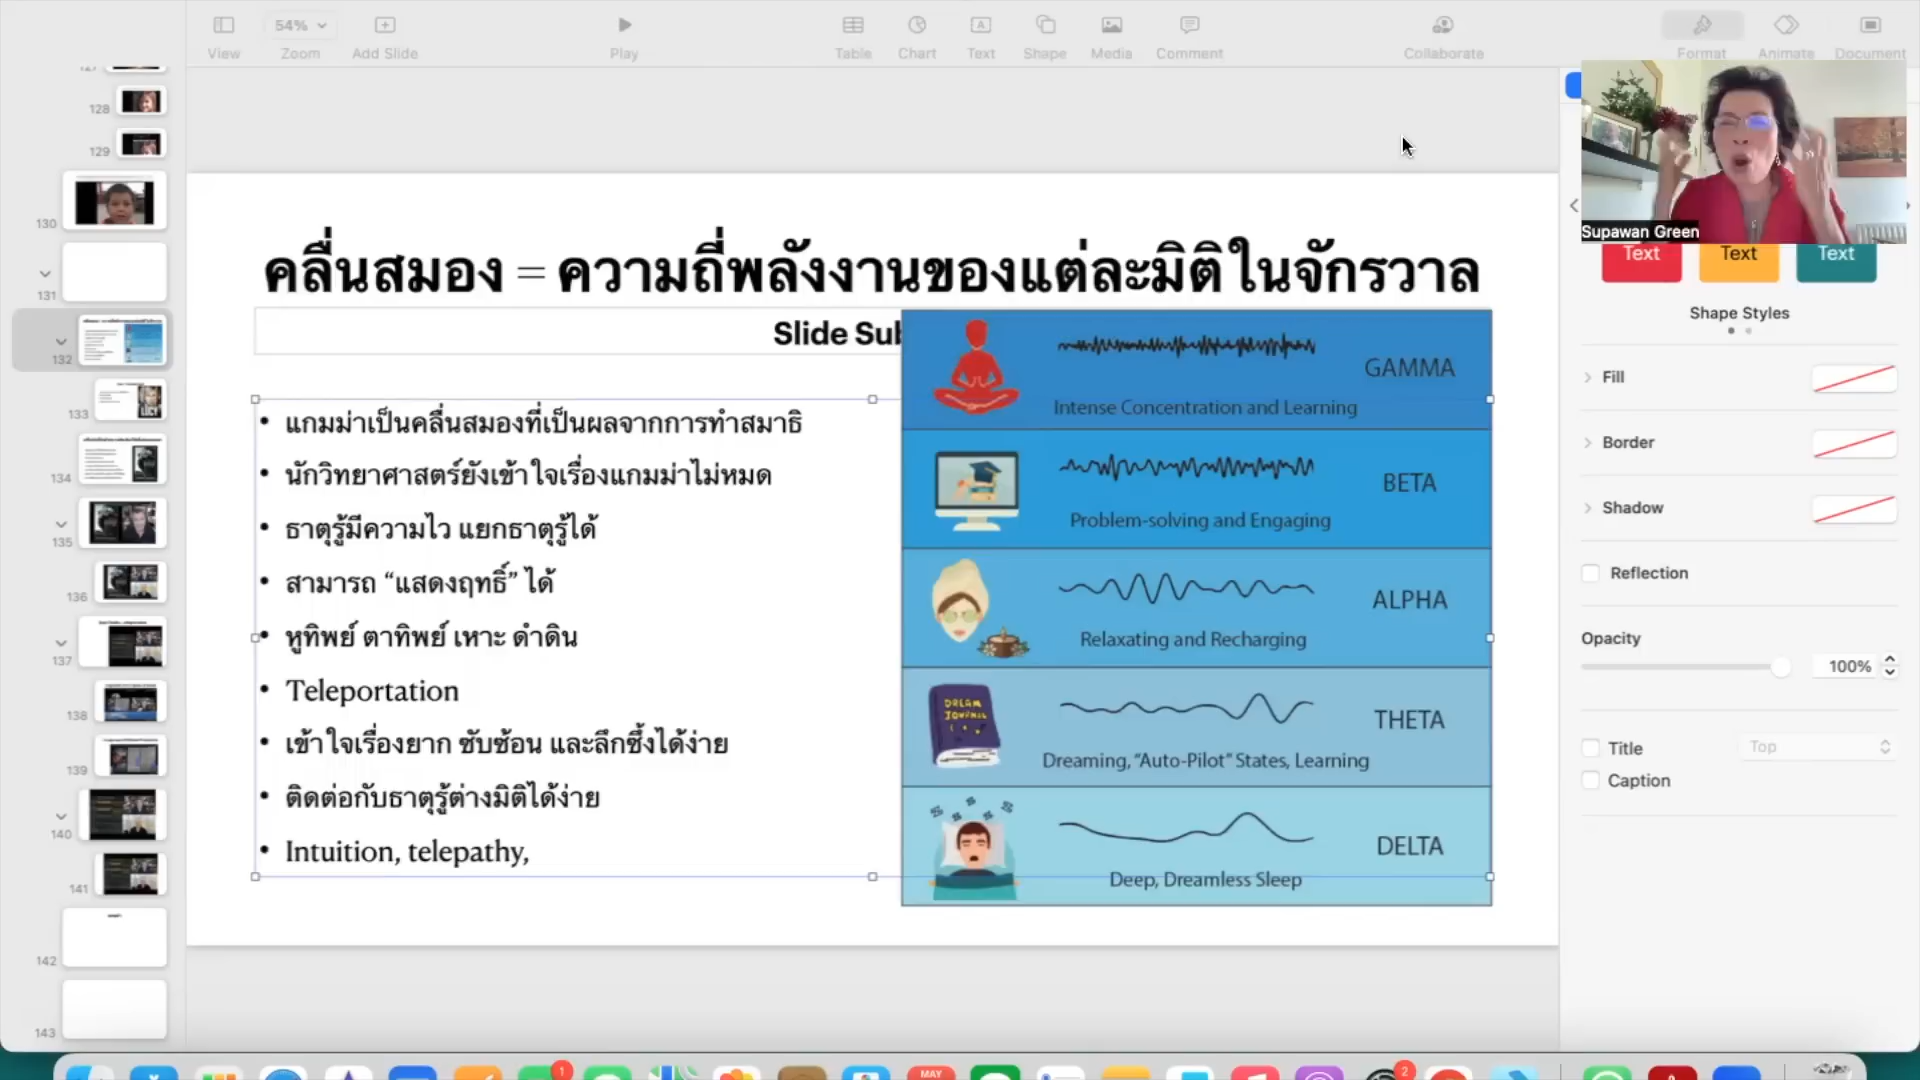 View
54%
Zoom
Add Slide
Play
Table
Chart
Text
Shape
Media
Comment
Collaborate
Format
Animate
Document
128
129
130
131
132
133
134
135
136
137
138
139
140
141
142
143
คลื่นสมอง = ความถี่พลังงานของแต่ละมิติในจักรวาล
Slide Sub
• แกมม่าเป็นคลื่นสมองที่เป็นผลจากการทำสมาธิ
• นักวิทยาศาสตร์ยังเข้าใจเรื่องแกมม่าไม่หมด
• ธาตุรู้มีความไว แยกธาตุรู้ได้
• สามารถ “แสดงฤทธิ์” ได้
• หูทิพย์ ตาทิพย์ เหาะ ดำดิน
• Teleportation
• เข้าใจเรื่องยาก ซับซ้อน และลึกซึ้งได้ง่าย
• ติดต่อกับธาตุรู้ต่างมิติได้ง่าย
• Intuition, telepathy,
GAMMA
Intense Concentration and Learning
BETA
Problem-solving and Engaging
ALPHA
Relaxating and Recharging
DREAM
JOURNAL
THETA
Dreaming, “Auto-Pilot” States, Learning
DELTA
Deep, Dreamless Sleep
Supawan Green
Text
Text
Text
Shape Styles
Fill
Border
Shadow
Reflection
Opacity
100%
Title
Top
Caption
1
MAY
2